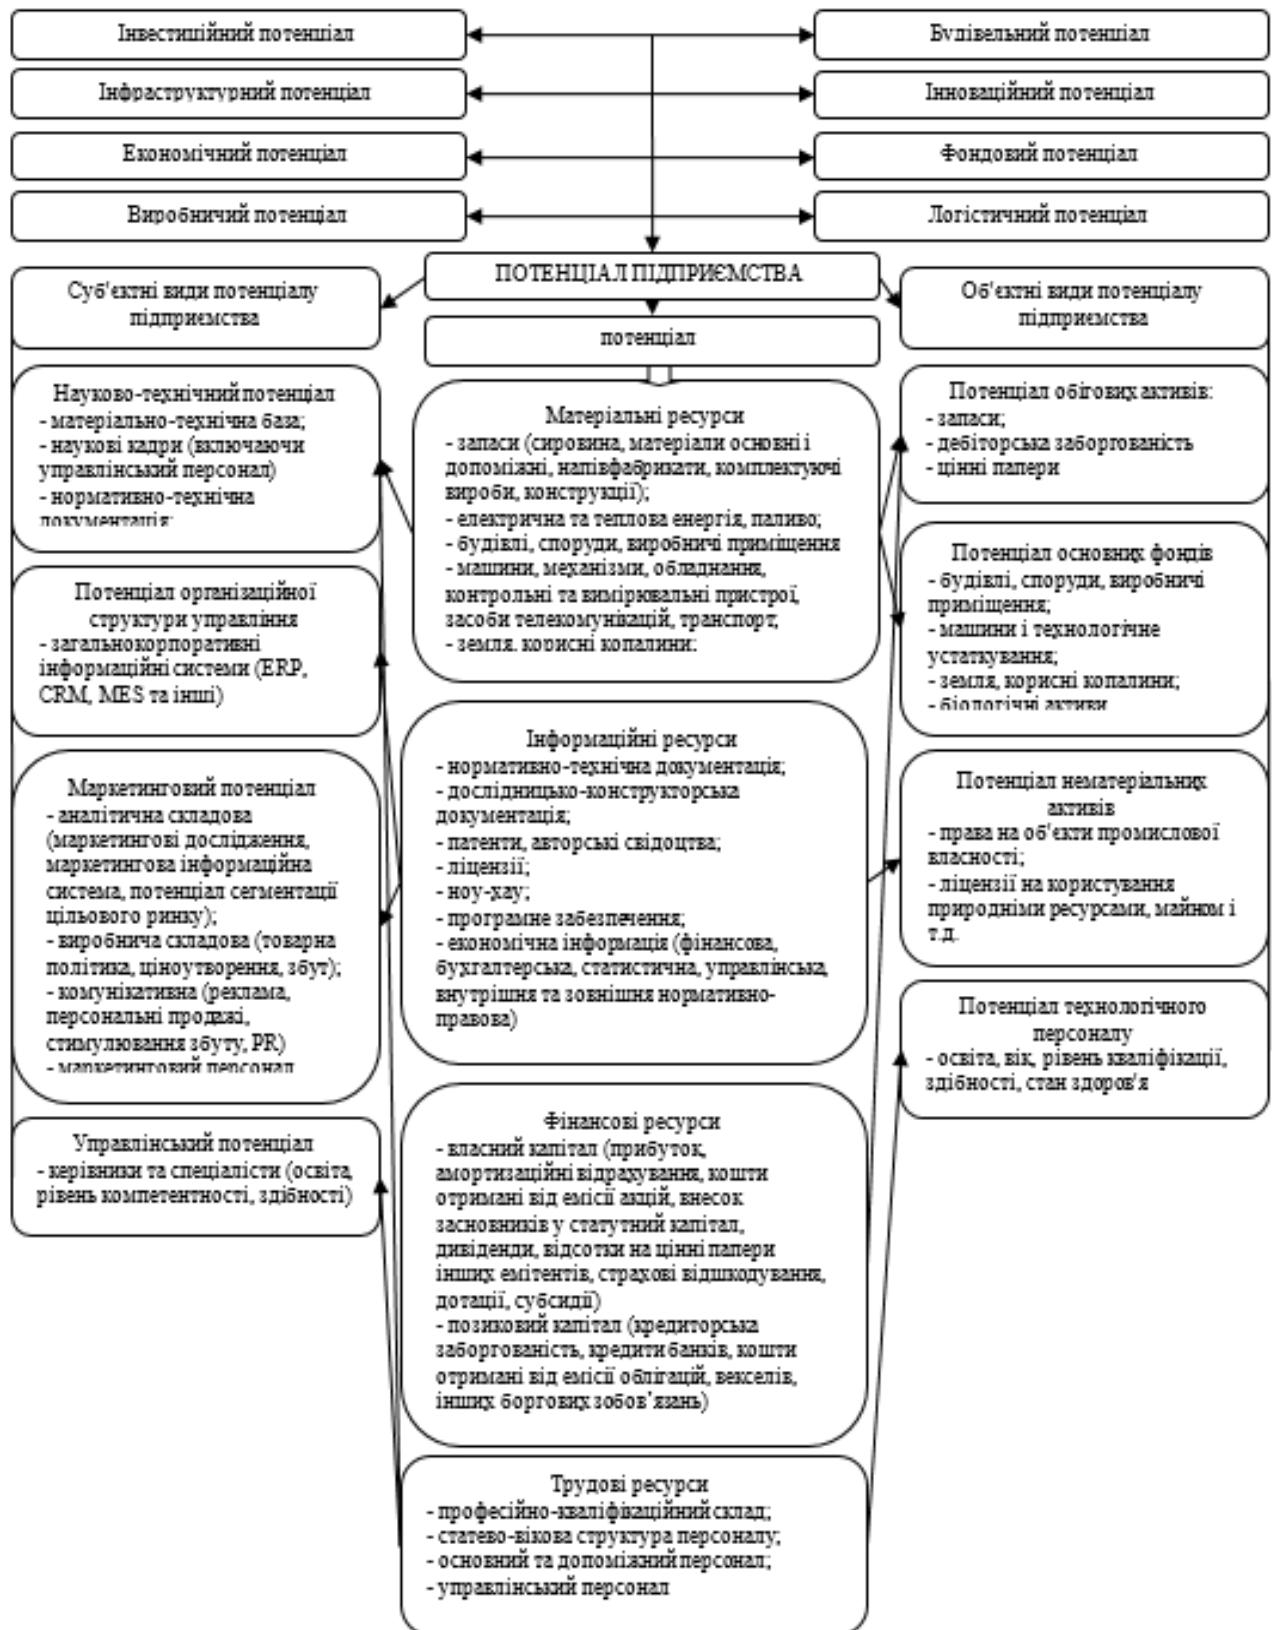 Інвестиційний потенціал
Будівельний потенціал
Інфраструктурний потенціал
Інноваційний потенціал
Економічний потенціал
Фондовий потенціал
Виробничий потенціал
Логістичний потенціал
ПОТЕНЦІАЛ ПІДПРИЄМСТВА
потенціал
Суб'єктні види потенціалу
підприємства
Науково-технічний потенціал
- матеріально-технічна база;
- наукові кадри (включаючи
управлінський персонал)
- нормативно-технічна
документація;
Потенціал організаційної
структури управління
- загальнокорпоративні
інформаційні системи (ERP,
CRM, MES та інші)
Маркетинговий потенціал
- аналітична складова
(маркетингові дослідження,
маркетингова інформаційна
система, потенціал сегментації
цільового ринку);
- виробнича складова (товарна
політика, ціноутворення, збут);
- комунікативна (реклама,
персональні продажі,
стимулювання збуту, PR)
- маркетинговий персонал
Управлінський потенціал
- керівники та спеціалісти (освіта,
рівень компетентності, здібності)
Матеріальні ресурси
- запаси (сировина, матеріали основні і
допоміжні, напівфабрикати, комплектуючі
вироби, конструкції);
- електрична та теплова енергія, паливо;
- будівлі, споруди, виробничі приміщення
- машини, механізми, обладнання,
контрольні та вимірювальні пристрої,
засоби телекомунікацій, транспорт,
- земля, корисні копалини;
Інформаційні ресурси
- нормативно-технічна документація;
- дослідницько-конструкторська
документація;
- патенти, авторські свідоцтва;
- ліцензії;
- ноу-хау;
- програмне забезпечення;
- економічна інформація (фінансова,
бухгалтерська, статистична, управлінська,
внутрішня та зовнішня нормативно-
правова)
Фінансові ресурси
- власний капітал (прибуток,
амортизаційні відрахування, кошти
отримані від емісії акцій, внесок
засновників у статутний капітал,
дивіденди, відсотки на цінні папери
інших емітентів, страхові відшкодування,
дотації, субсидії)
- позиковий капітал (кредиторська
заборгованість, кредити банків, кошти
отримані від емісії облігацій, векселів,
інших боргових зобов'язань)
Трудові ресурси
- професійно-кваліфікаційний склад;
- статево-вікова структура персоналу;
- основний та допоміжний персонал;
- управлінський персонал
Об'єктні види потенціалу
підприємства
Потенціал обігових активів:
- запаси;
- дебіторська заборгованість
- цінні папери
Потенціал основних фондів
- будівлі, споруди, виробничі
приміщення;
- машини і технологічне
устаткування;
- земля, корисні копалини;
- біологічні активи
Потенціал нематеріальних
активів
- права на об'єкти промислової
власності;
- ліцензії на користування
природніми ресурсами, майном і
т.д.
Потенціал технологічного
персоналу
- освіта, вік, рівень кваліфікації,
здібності, стан здоров'я